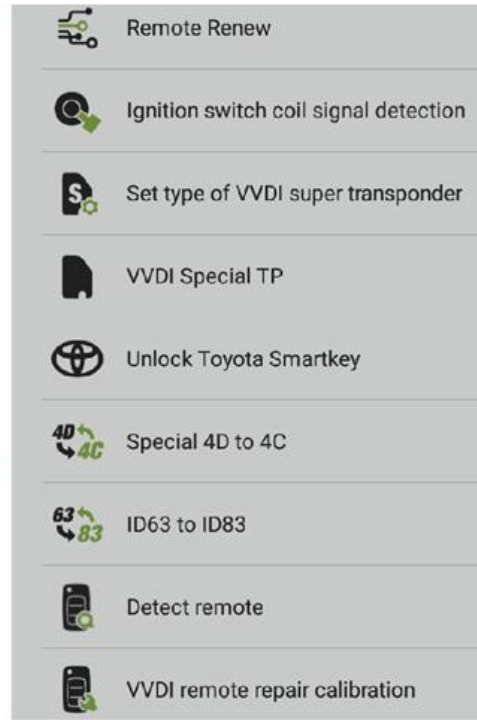 Remote Renew
Ignition switch coil signal detection
S
Set type of VVDI super transponder
VVDI Special TP
Unlock Toyota Smartkey
4D
4C
Special 4D to 4C
63
83
ID63 to ID83
Detect remote
VVDI remote repair calibration